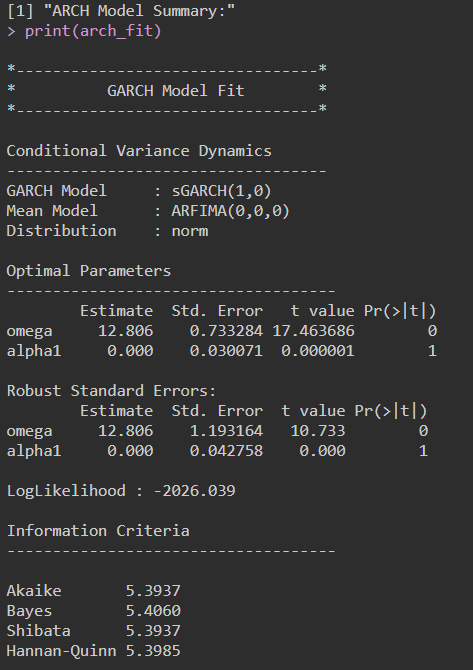 [1] "ARCH Model Summary:"
> print(arch_fit)
*---------------------------------*
*          GARCH Model Fit        *
*---------------------------------*
Conditional Variance Dynamics
-----------------------------------
GARCH Model     : sGARCH(1,0)
Mean Model      : ARFIMA(0,0,0)
Distribution    : norm
Optimal Parameters
------------------------------------
        Estimate  Std. Error   t value Pr(>|t|)
omega     12.806    0.733284 17.463686        0
alpha1     0.000    0.030071  0.000001        1
Robust Standard Errors:
        Estimate  Std. Error  t value Pr(>|t|)
omega     12.806    1.193164   10.733        0
alpha1     0.000    0.042758    0.000        1
LogLikelihood : -2026.039
Information Criteria
------------------------------------
Akaike       5.3937
Bayes        5.4060
Shibata      5.3937
Hannan-Quinn 5.3985